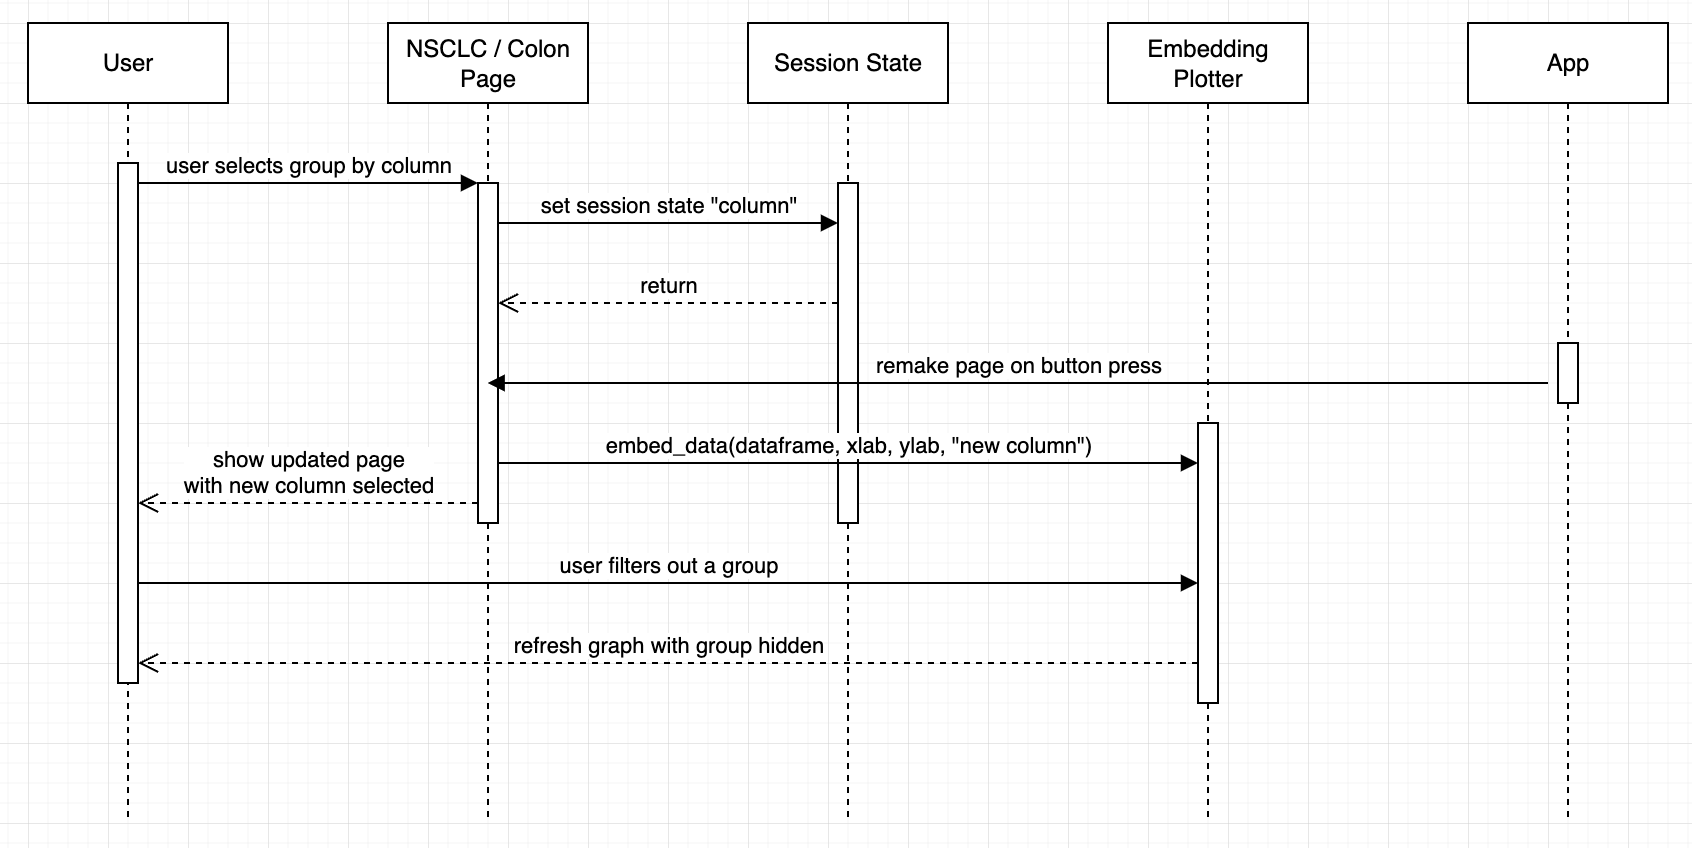 User
NSCLC / Colon
Page
Session State
Embedding
Plotter
App
user selects group by column
set session state "column"
return
remake page on button press
embed_data(dataframe, xlab, ylab, "new column")
show updated page
with new column selected
user filters out a group
refresh graph with group hidden